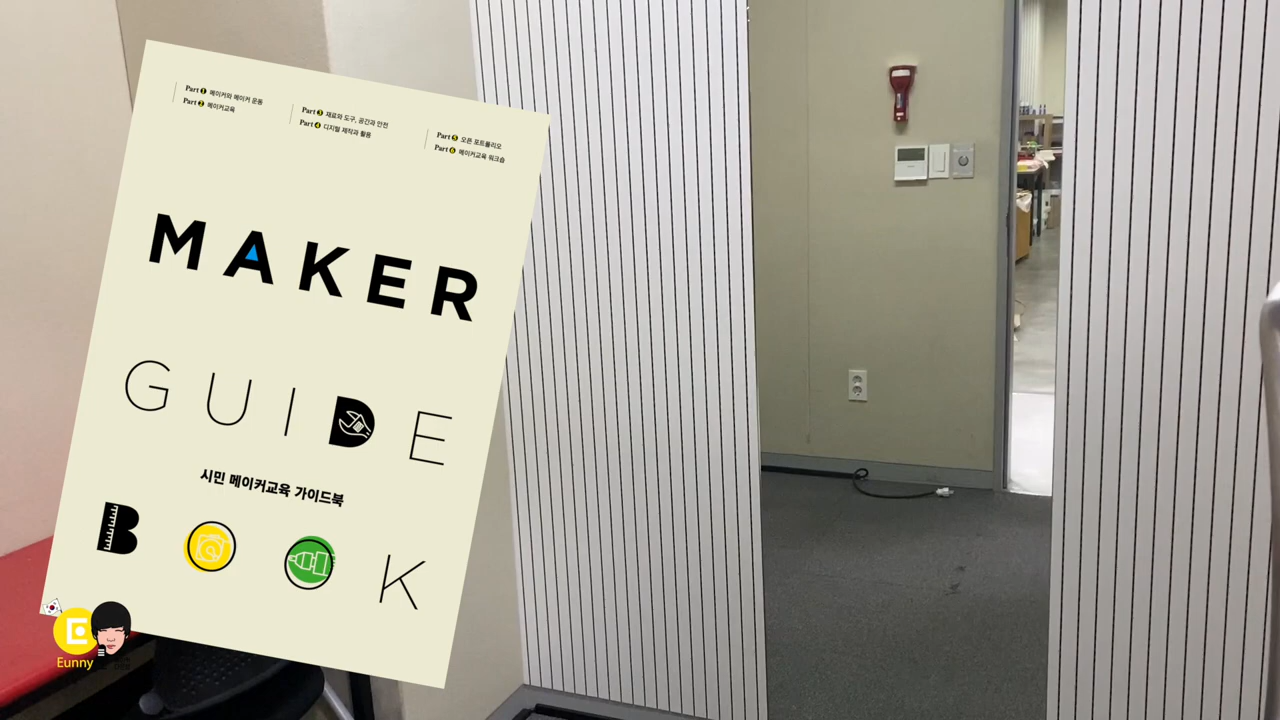 Part 1 메이커와 메이커 운동
Part 2 메이커교육
Part 3 재료와 도구, 공간과 안전
Part 4 디지털 제작과 활용
Part 5 오픈 포트폴리오
Part 6 메이커교육 워크숍
MAKER
GUIDE
시민 메이커교육 가이드북
BOOK
Eunny